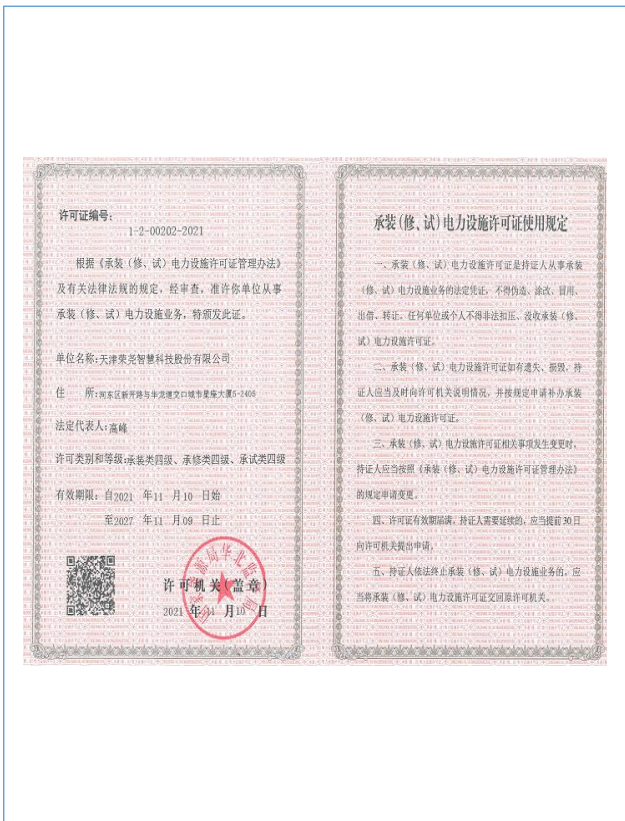 许可证编号：
1-2-00202-2021
根据《承装（修、试）电力设施许可证管理办法》
及有关法律法规的规定，经审查，准许你单位从事
承装（修、试）电力设施业务，特颁发此证。
单位名称：天津荣尧智慧科技股份有限公司
住 所：河东区新开路与华龙道交口城市星座大厦5-2406
法定代表人：高峰
许可类别和等级：承装类四级、承修类四级、承试类四级
有效期限：自2021 年11 月10 日始
至2027 年11 月09 日止
许可机关（盖章）
2021 年11 月10 日
国家能源局华北监管局
承装（修、试）电力设施许可证使用规定
一、承装（修、试）电力设施许可证是持证人从事承装
（修、试）电力设施业务的法定凭证，不得伪造、涂改、冒用、
出借、转让，任何单位或个人不得非法扣压、没收承装（修、
试）电力设施许可证。
二、承装（修、试）电力设施许可证如有遗失、损毁，持
证人应当及时向许可机关说明情况，并按规定申请补办承装
（修、试）电力设施许可证。
三、承装（修、试）电力设施许可证相关事项发生变更时，
持证人应当按照《承装（修、试）电力设施许可证管理办法》
的规定申请变更。
四、许可证有效期届满，持证人需要延续的，应当提前 30 日
向许可机关提出申请。
五、持证人依法终止承装（修、试）电力设施业务的，应
当将承装（修、试）电力设施许可证交回原许可机关。